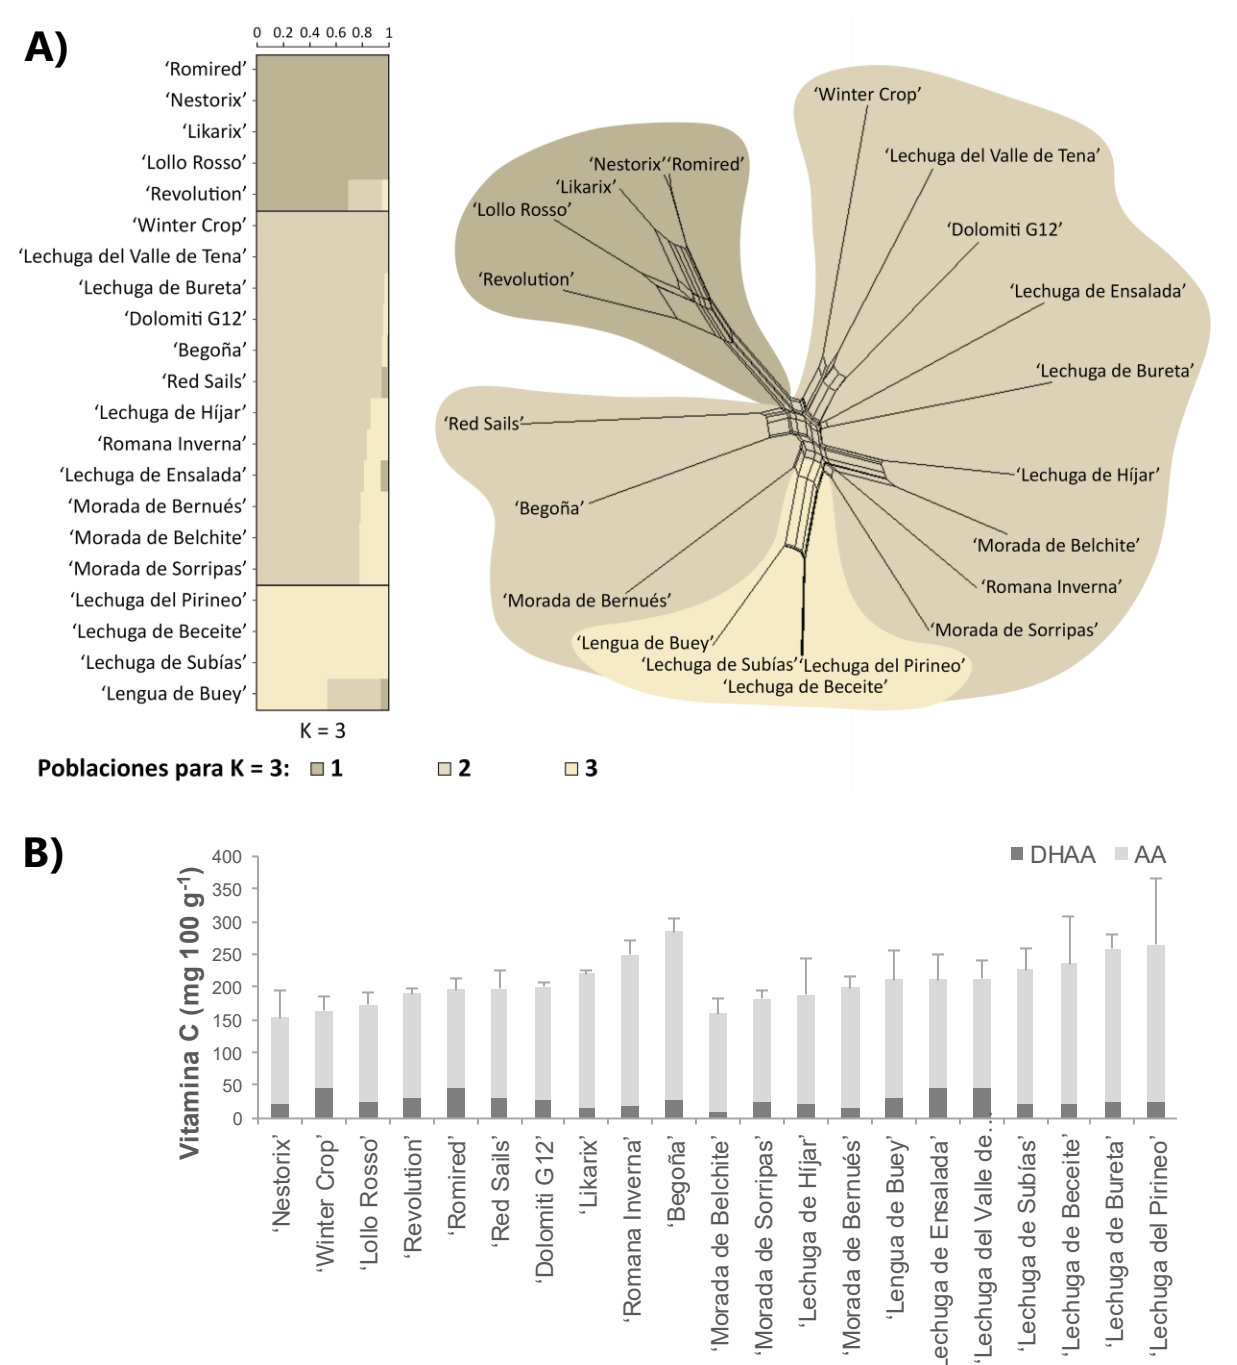 A)
0 0.2 0.4 0.6 0.8 1
‘Romired’
‘Nestorix’
‘Likarix’
‘Lollo Rosso’
‘Revolution’
‘Winter Crop’
‘Lechuga del Valle de Tena’
‘Lechuga de Bureta’
‘Dolomiti G12’
‘Begoña’
‘Red Sails’
‘Lechuga de Híjar’
‘Romana Inverna’
‘Lechuga de Ensalada’
‘Morada de Bernués’
‘Morada de Belchite’
‘Morada de Sorripas’
‘Lechuga del Pirineo’
‘Lechuga de Beceite’
‘Lechuga de Subías’
‘Lengua de Buey’
K = 3
‘Winter Crop’
‘Lechuga del Valle de Tena’
‘Nestorix’ ‘Romired’
‘Likarix’
‘Lollo Rosso’
‘Dolomiti G12’
‘Revolution’
‘Lechuga de Ensalada’
‘Lechuga de Bureta’
‘Red Sails’
‘Lechuga de Híjar’
‘Begoña’
‘Morada de Belchite’
‘Romana Inverna’
‘Morada de Bernués’
‘Morada de Sorripas’
‘Lengua de Buey’
‘Lechuga de Subías’ ‘Lechuga del Pirineo’
‘Lechuga de Beceite’
Poblaciones para K = 3: 1 2 3
B)
DHAA AA
Vitamina C (mg 100 g-1)
400
350
300
250
200
150
100
50
0
‘Nestorix’
‘Winter Crop’
‘Lollo Rosso’
‘Revolution’
‘Romired’
‘Red Sails’
‘Dolomiti G12’
‘Likarix’
‘Romana Inverna’
‘Begoña’
‘Morada de Belchite’
‘Morada de Sorripas’
‘Lechuga de Híjar’
‘Morada de Bernués’
‘Lengua de Buey’
Lechuga de Ensalada’
‘Lechuga del Valle de…
‘Lechuga de Subías’
‘Lechuga de Beceite’
‘Lechuga de Bureta’
‘Lechuga del Pirineo’